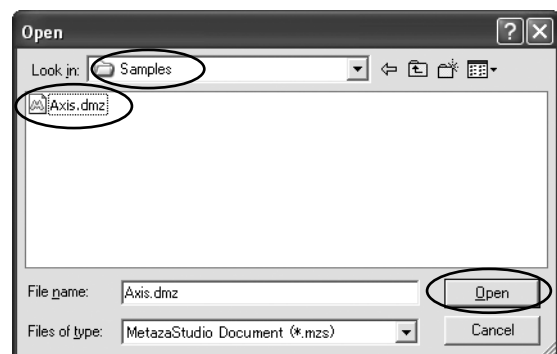 Open
Look in: Samples
Axis.dmz
File name: Axis.dmz Open
Files of type: MetazaStudio Document (*.mzs) Cancel